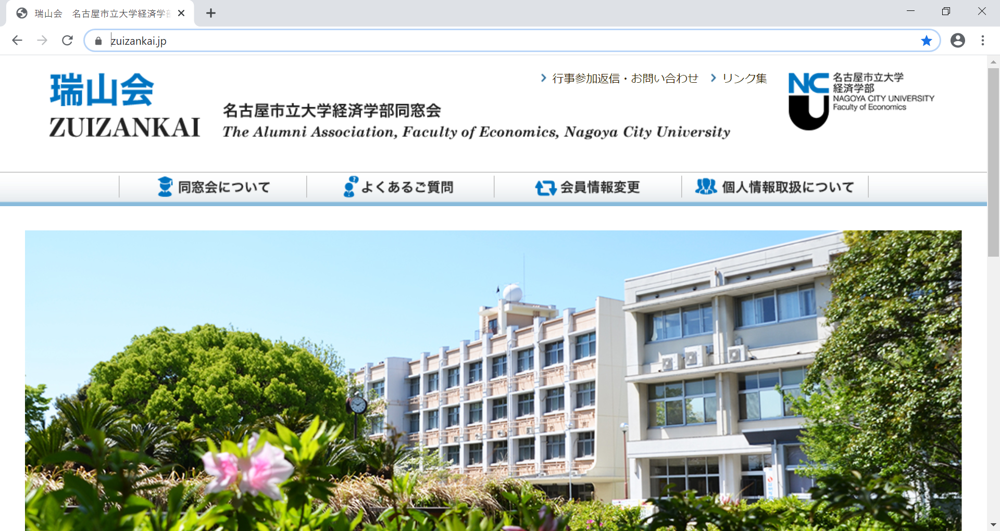 瑞山会　名古屋市立大学経済学部
zuizankai.jp
行事参加返信・お問い合わせ
リンク集
瑞山会
ZUIZANKAI
名古屋市立大学経済学部同窓会
The Alumni Association, Faculty of Economics, Nagoya City University
NCU
名古屋市立大学
経済学部
NAGOYA CITY UNIVERSITY
Faculty of Economics
同窓会について
よくあるご質問
会員情報変更
個人情報取扱について